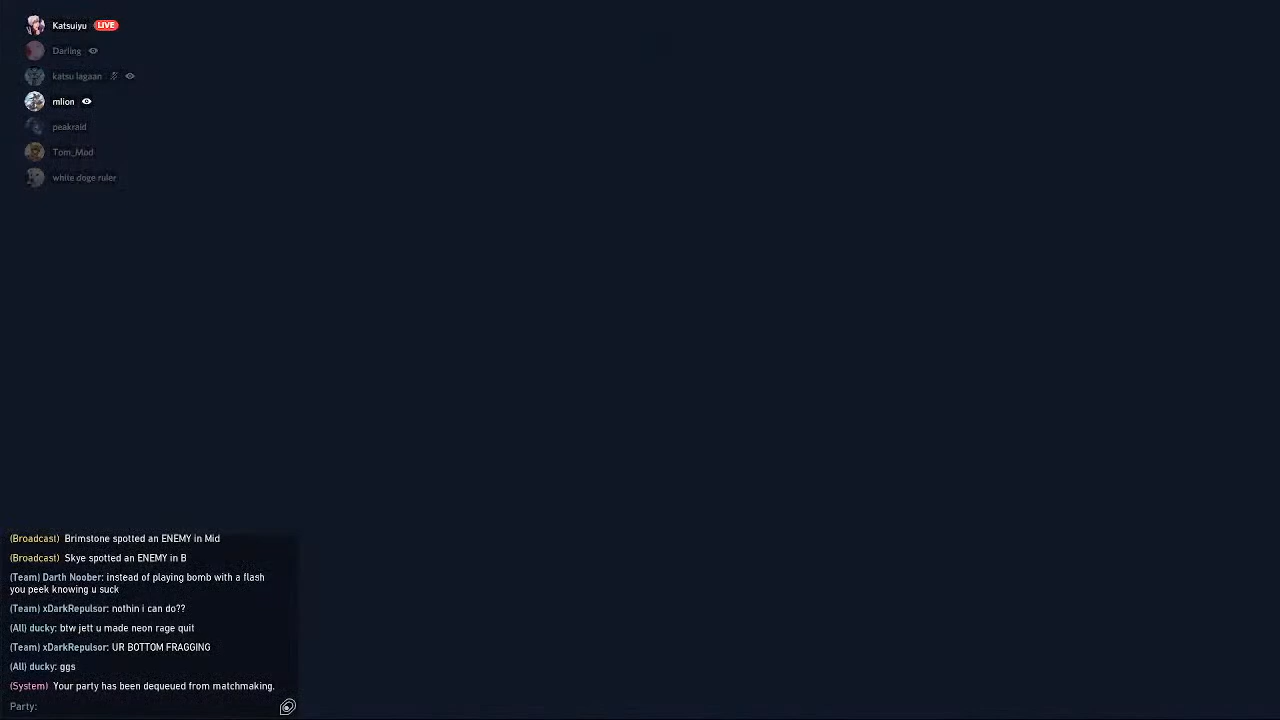 Katsuiyu LIVE
Darling
katsu lagaan
mlion
peakraid
Tom_Mod
white doge ruler
(Broadcast) Brimstone spotted an ENEMY in Mid
(Broadcast) Skye spotted an ENEMY in B
(Team) Darth Noober: instead of playing bomb with a flash
you peek knowing u suck
(Team) xDarkRepulsor: nothin i can do??
(All) ducky: btw jett u made neon rage quit
(Team) xDarkRepulsor: UR BOTTOM FRAGGING
(All) ducky: ggs
(System) Your party has been dequeued from matchmaking.
Party: